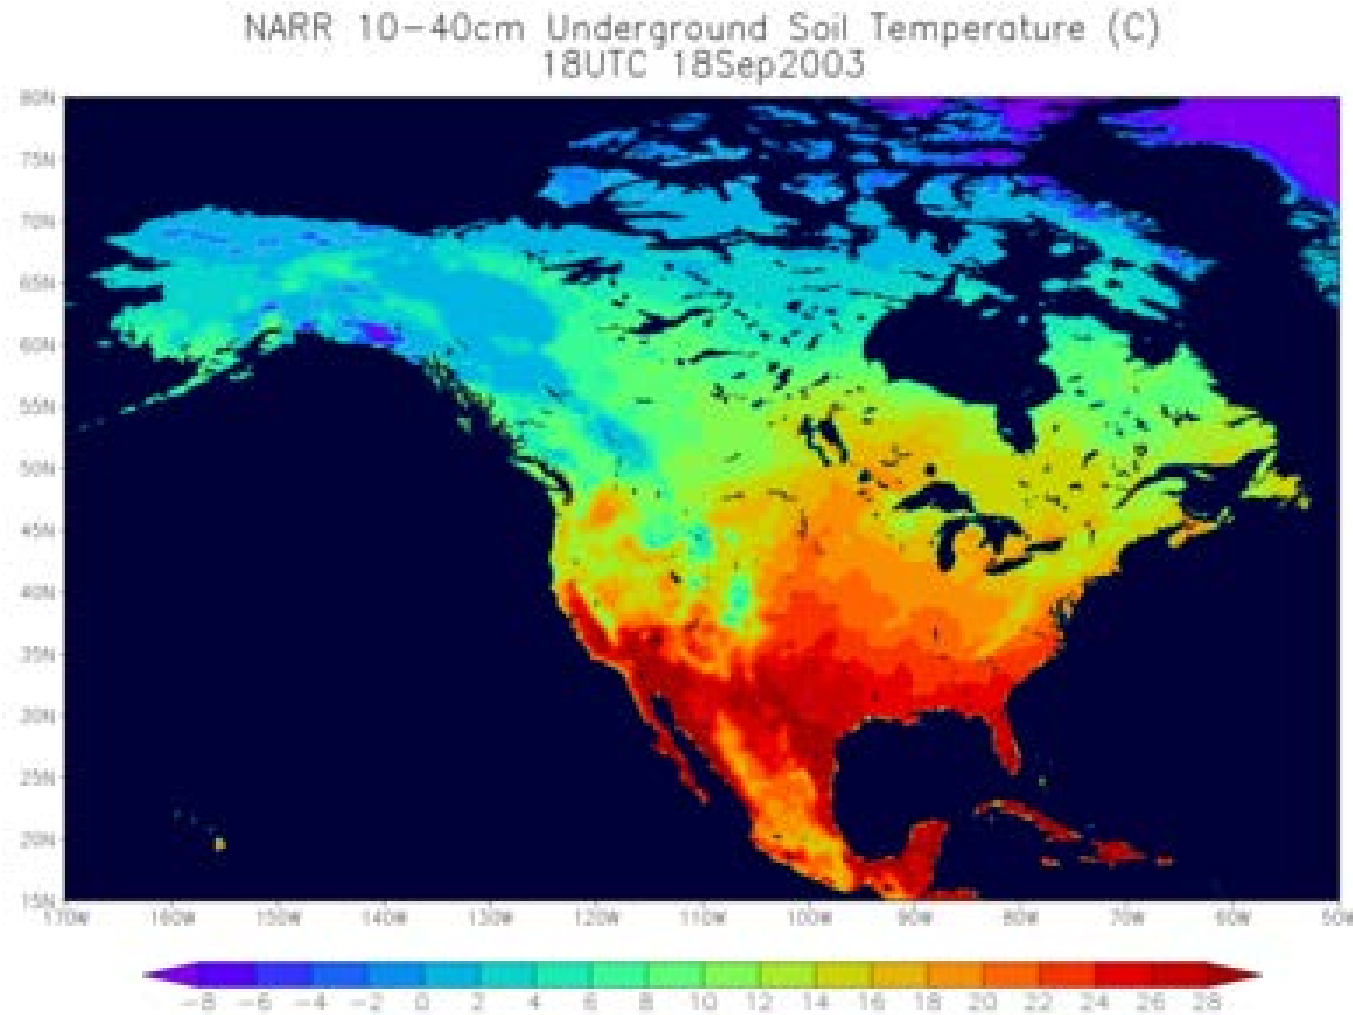 NARR 10-40cm Underground Soil Temperature (C)
18UTC 18Sep2003
80N
75N
70N
65N
60N
55N
50N
45N
40N
35N
30N
25N
20N
15N
170W 160W 150W 140W 130W 120W 110W 100W 90W 80W 70W 60W 50W
-8 -6 -4 -2 0 2 4 6 8 10 12 14 16 18 20 22 24 26 28